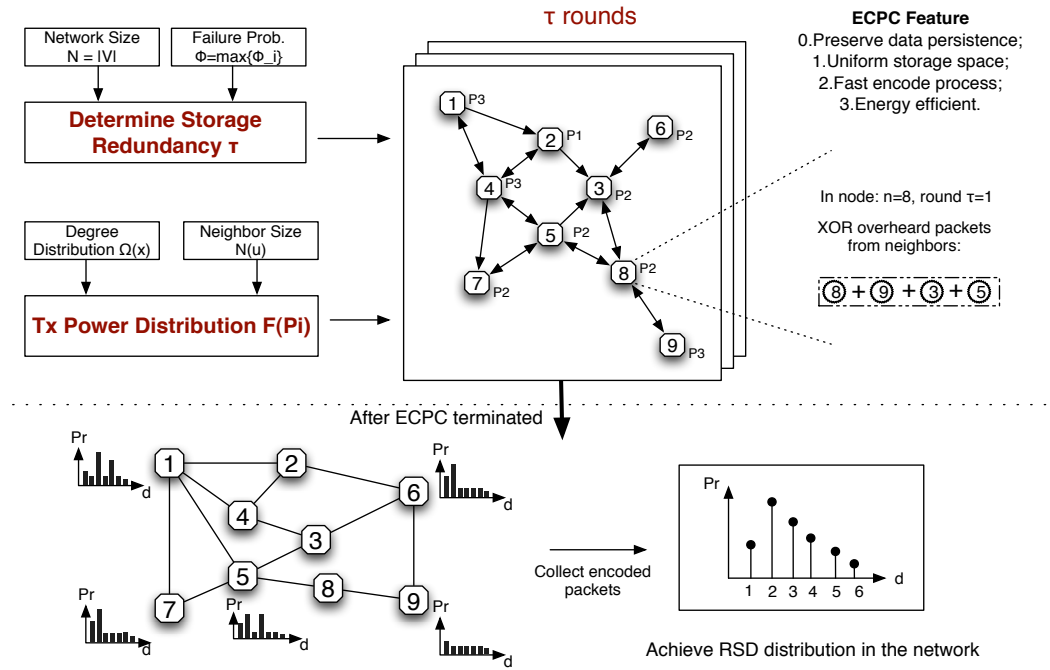 Network Size
N = |V|
Failure Prob.
Φ=max{Φ_i}
Determine Storage
Redundancy τ
Degree
Distribution Ω(x)
Neighbor Size
N(u)
Tx Power Distribution F(Pi)
τ rounds
1 P3
2 P1
6 P2
4 P3
3 P2
5 P2
7 P2
8 P2
9 P3
ECPC Feature
0.Preserve data persistence;
1.Uniform storage space;
2.Fast encode process;
3.Energy efficient.
In node: n=8, round τ=1
XOR overheard packets
from neighbors:
8 + 9 + 3 + 5
After ECPC terminated
Pr
d
1
2
Pr
d
6
4
3
5
8
9
7
Pr
d
Pr
d
Pr
d
Collect encoded
packets
Pr
d
1 2 3 4 5 6
Achieve RSD distribution in the network